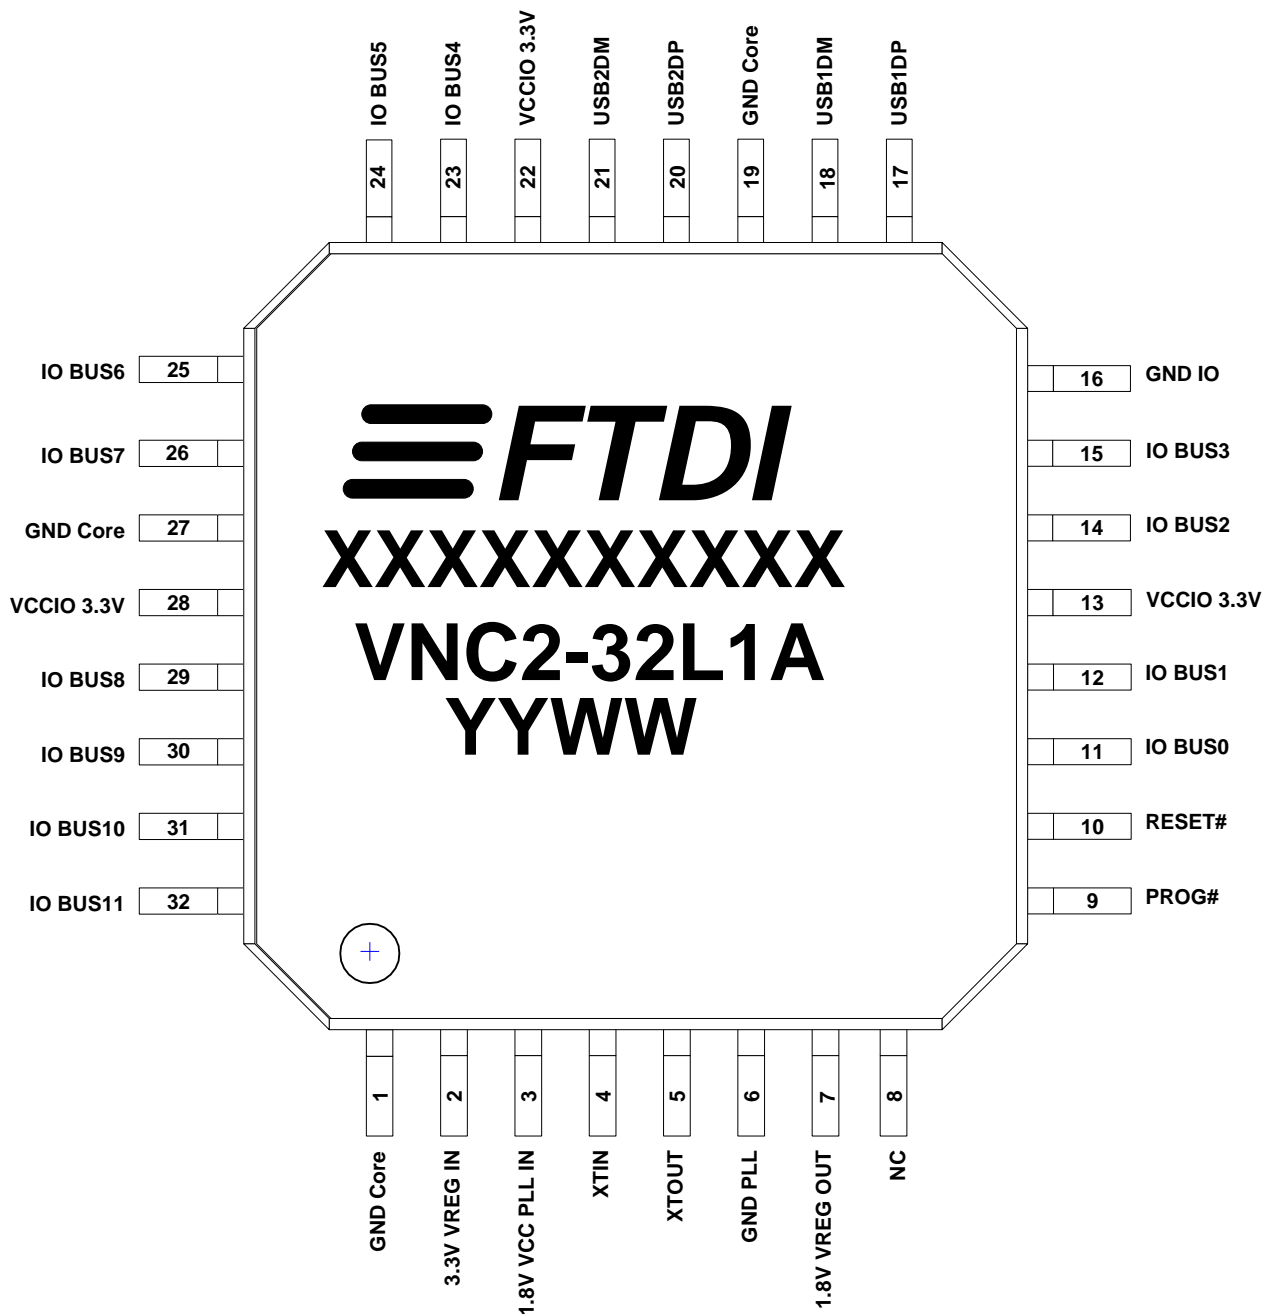 IO BUS5
IO BUS4
VCCIO 3.3V
USB2DM
USB2DP
GND Core
USB1DM
USB1DP
24
23
22
21
20
19
18
17
IO BUS6 25
IO BUS7 26
GND Core 27
VCCIO 3.3V 28
IO BUS8 29
IO BUS9 30
IO BUS10 31
IO BUS11 32
FTDI
XXXXXXXXXX
VNC2-32L1A
YYWW
16 GND IO
15 IO BUS3
14 IO BUS2
13 VCCIO 3.3V
12 IO BUS1
11 IO BUS0
10 RESET#
9 PROG#
1
2
3
4
5
6
7
8
GND Core
3.3V VREG IN
1.8V VCC PLL IN
XTIN
XTOUT
GND PLL
1.8V VREG OUT
NC